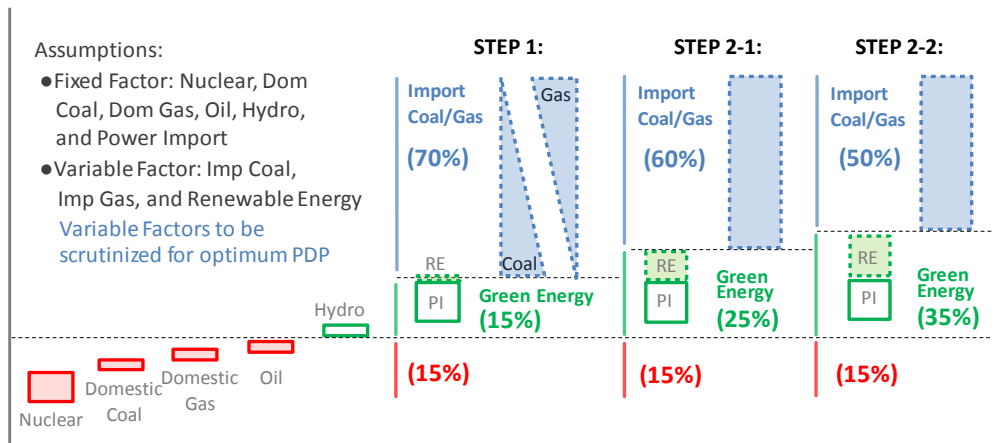 Assumptions:
●Fixed Factor: Nuclear, Dom
Coal, Dom Gas, Oil, Hydro,
and Power Import
●Variable Factor: Imp Coal,
Imp Gas, and Renewable Energy
Variable Factors to be
scrutinized for optimum PDP
Nuclear
Domestic
Coal
Domestic
Gas
Oil
Hydro
STEP 1:
Import
Coal/Gas
(70%)
Gas
Coal
RE
PI
Green Energy
(15%)
(15%)
STEP 2-1:
Import
Coal/Gas
(60%)
RE
PI
Green
Energy
(25%)
(15%)
STEP 2-2:
Import
Coal/Gas
(50%)
RE
PI
Green
Energy
(35%)
(15%)